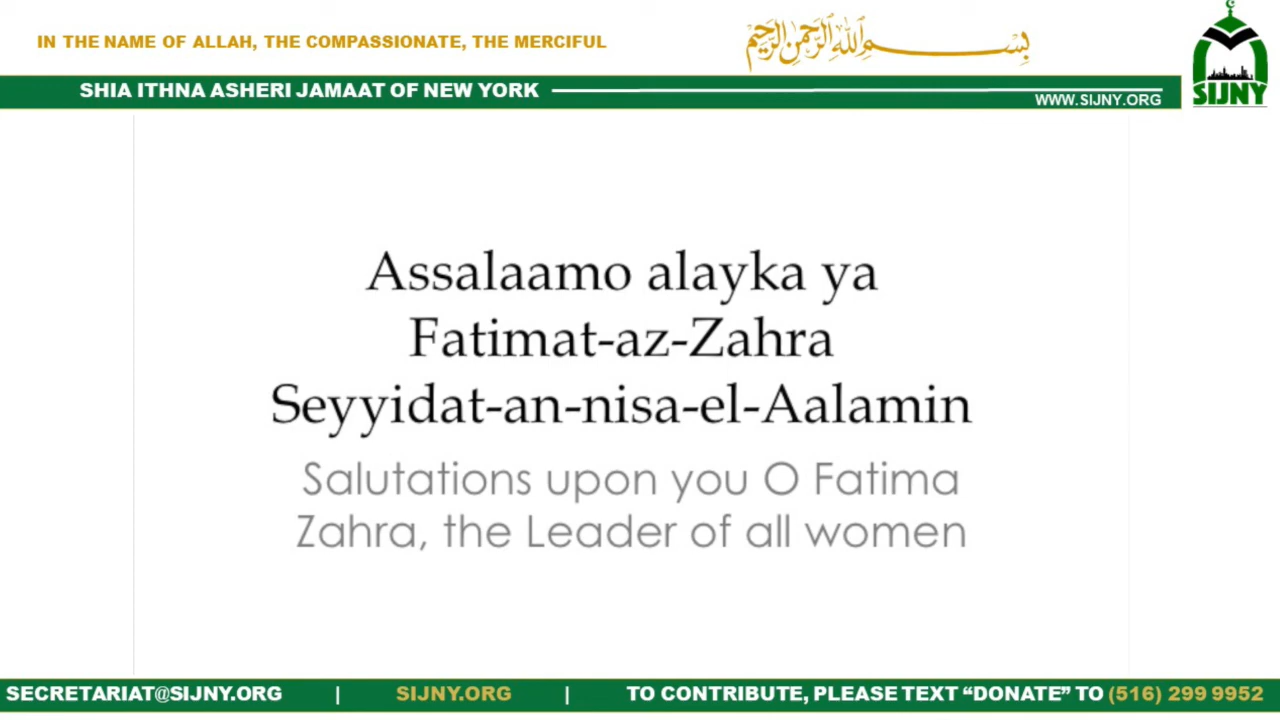 IN THE NAME OF ALLAH, THE COMPASSIONATE, THE MERCIFUL
بسم الله الرحمن الرحيم
SHIA ITHNA ASHERI JAMAAT OF NEW YORK
WWW.SIJNY.ORG
SIJNY
Assalaamo alayka ya
Fatimat-az-Zahra
Seyyidat-an-nisa-el-Aalamin
Salutations upon you O Fatima
Zahra, the Leader of all women
SECRETARIAT@SIJNY.ORG | SIJNY.ORG | TO CONTRIBUTE, PLEASE TEXT “DONATE” TO (516) 299 9952